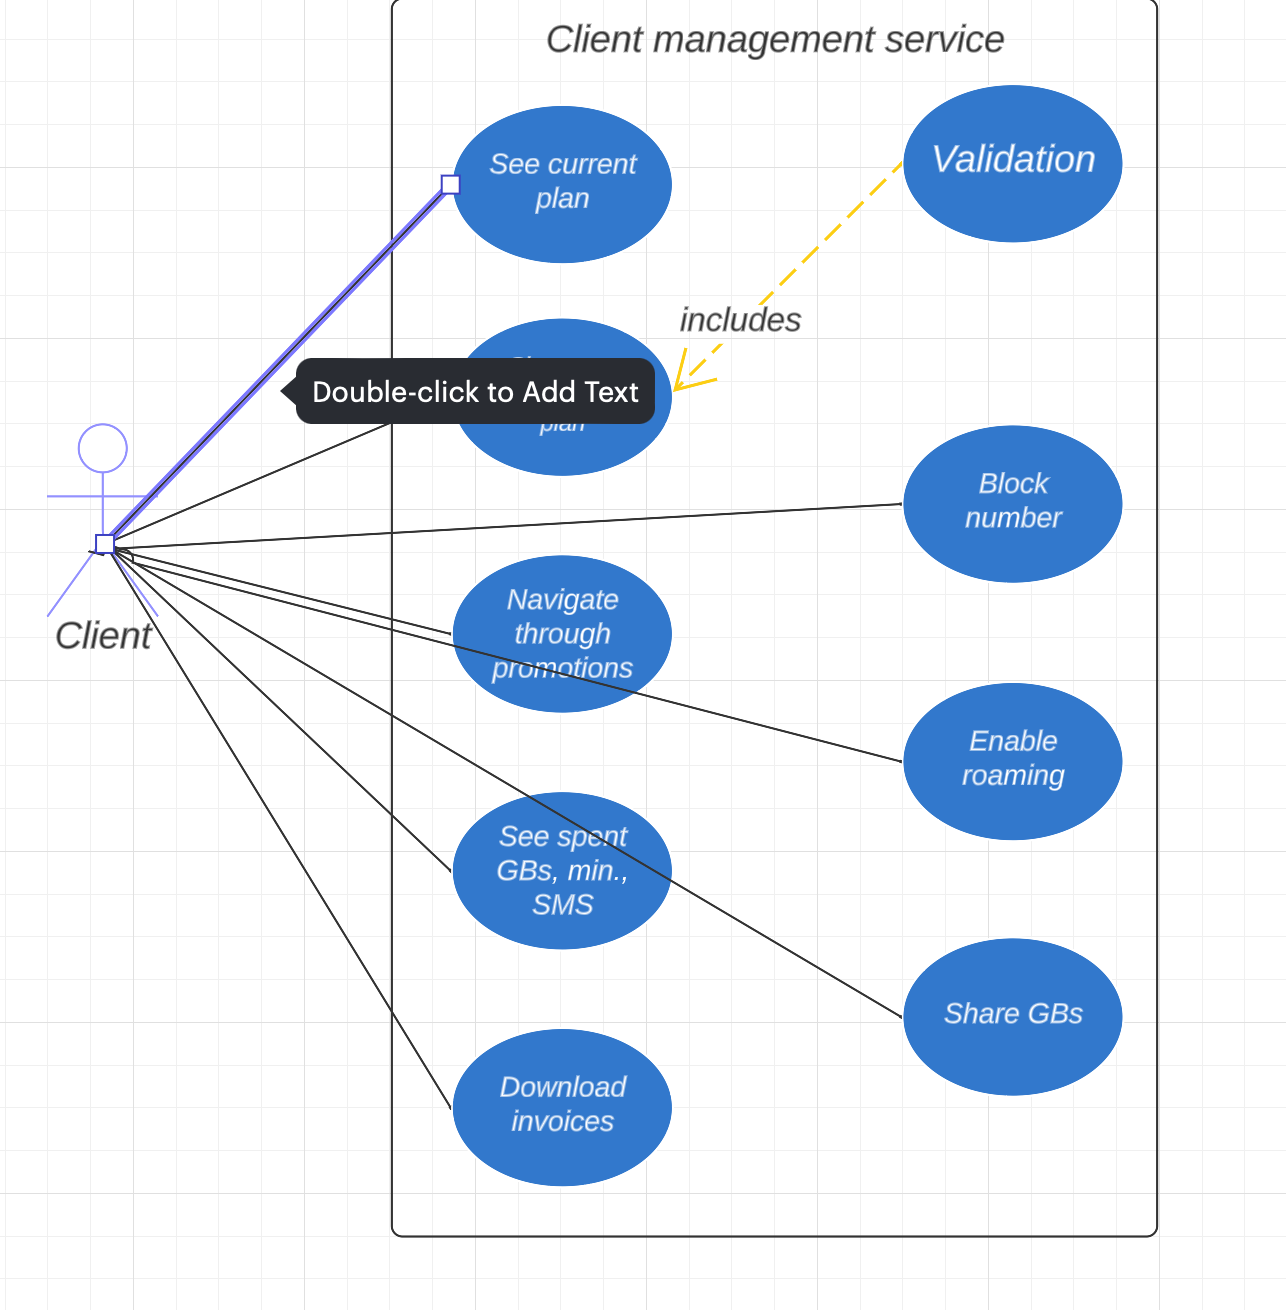 Client management service
See current
plan
Validation
includes
Double-click to Add Text
plan
Block
number
Navigate
through
promotions
Client
Enable
roaming
See spent
GBs, min.,
SMS
Share GBs
Download
invoices